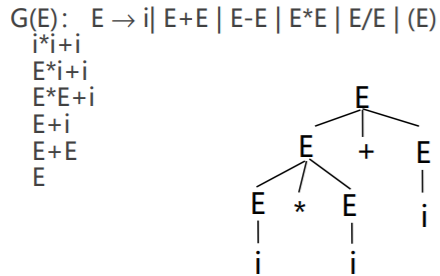 G(E): E → i| E+E | E-E | E*E | E/E | (E)
i*i+i
E*i+i
E*E+i
E+i
E+E
E
E
E + E
E * E i
i i